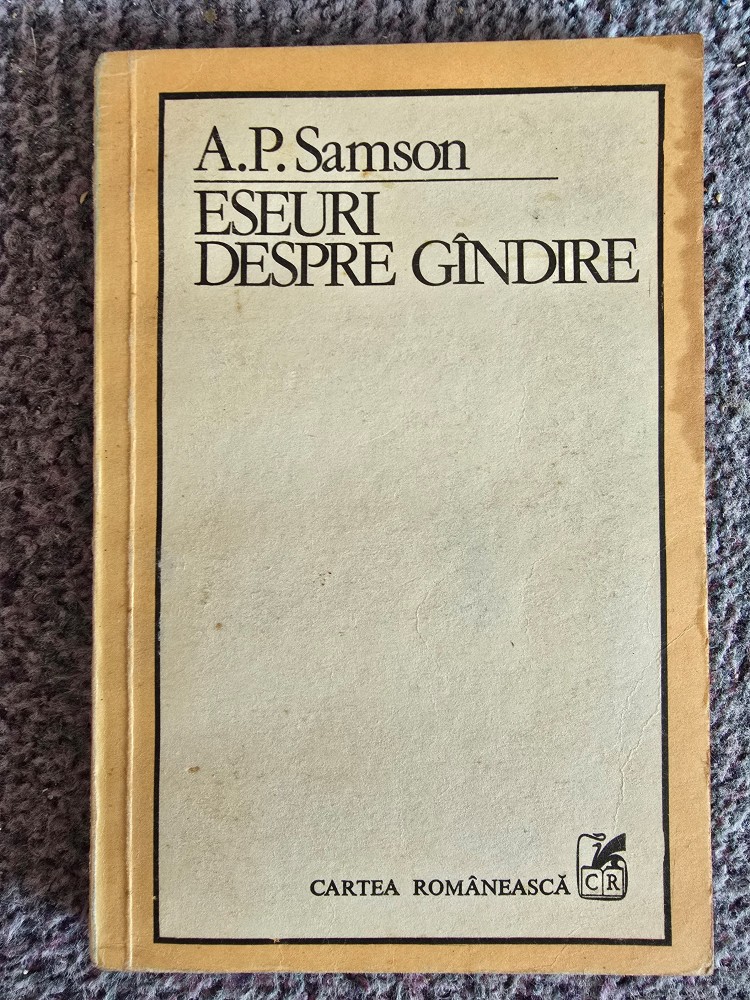 A.P. Samson
ESEURI
DESPRE GÎNDIRE
CARTEA ROMÂNEASCĂ
CR